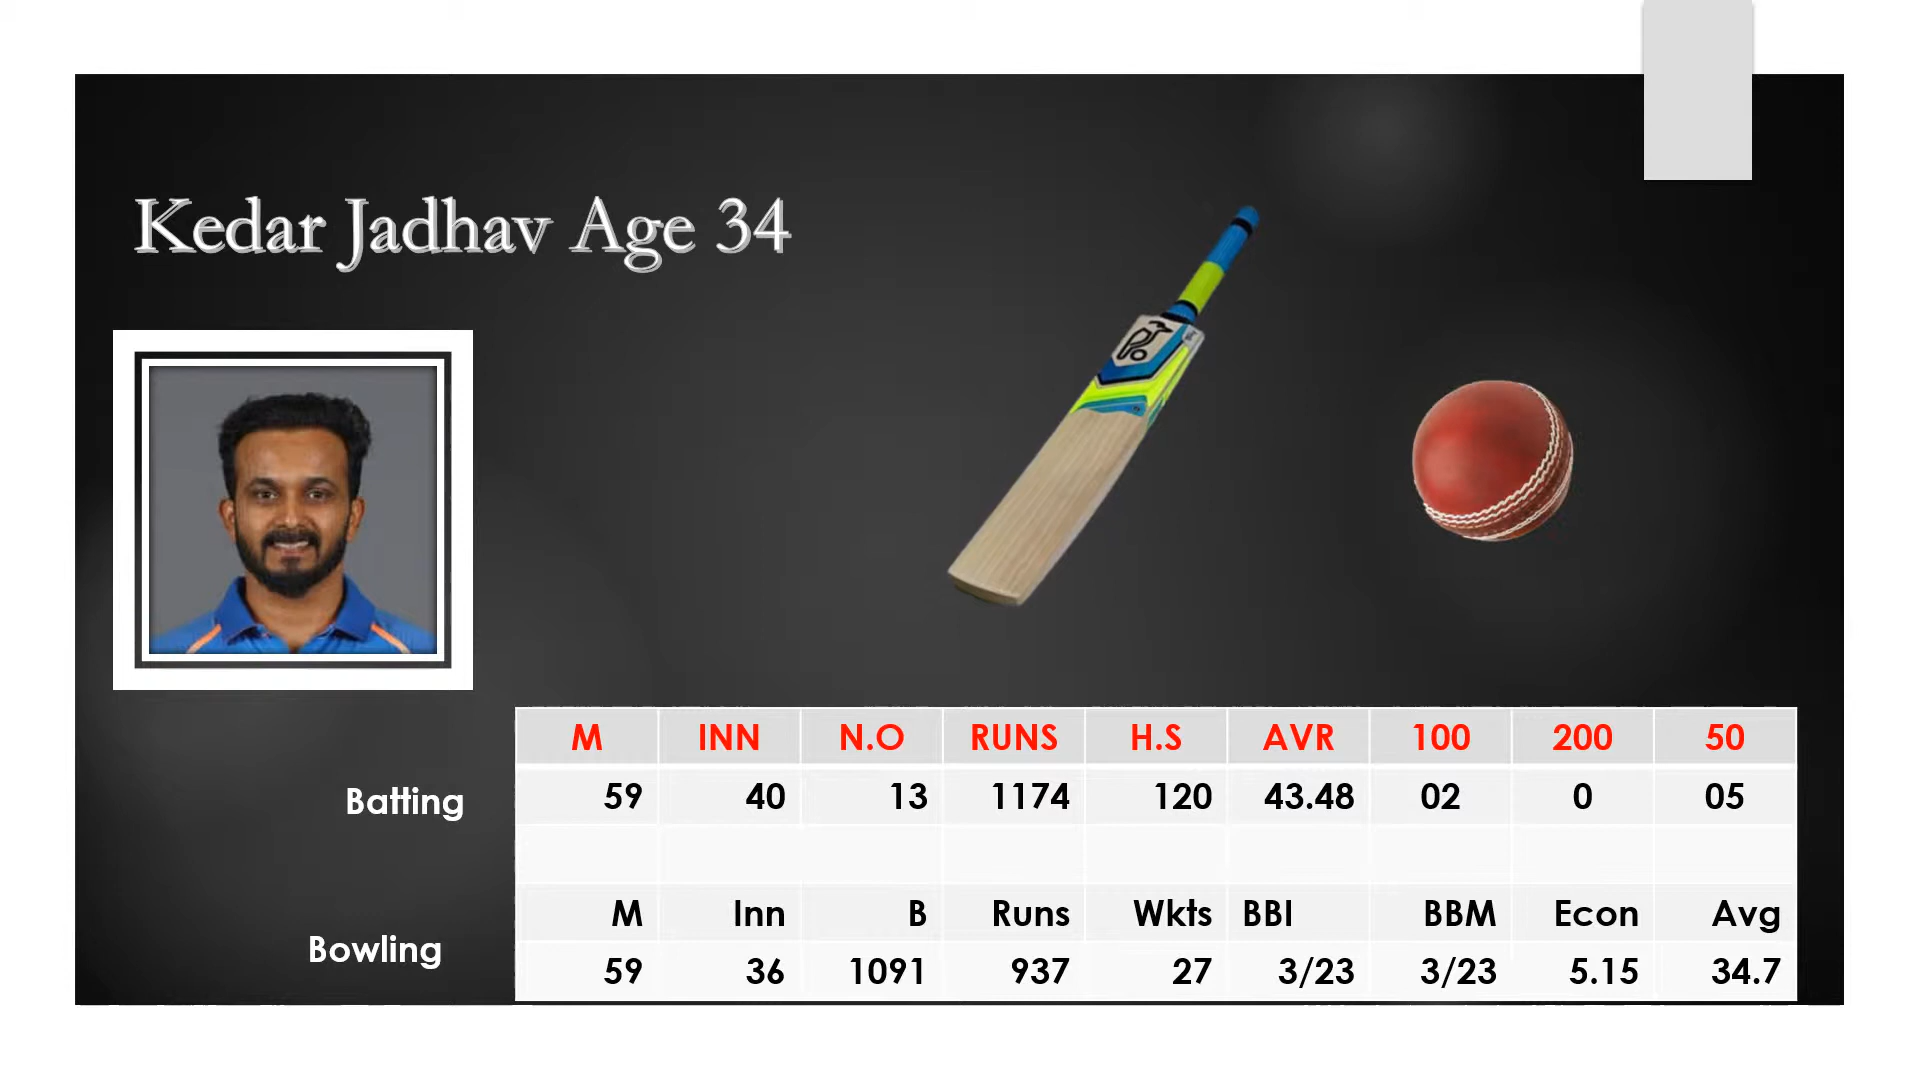 Kedar Jadhav Age 34
M INN N.O RUNS H.S AVR 100 200 50
Batting 59 40 13 1174 120 43.48 02 0 05
M Inn B Runs Wkts BBI BBM Econ Avg
Bowling 59 36 1091 937 27 3/23 3/23 5.15 34.7